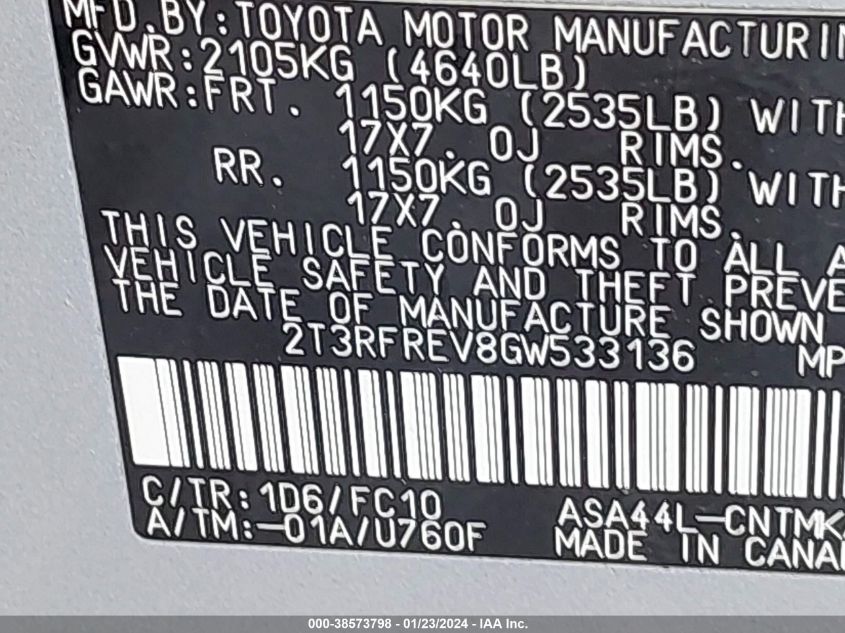 MFD.BY:TOYOTA MOTOR MANUFACTURIN
GVWR:2105KG (4640LB)
GAWR:FRT. 1150KG (2535LB) WITH
17X7. 0J RIMS.
RR. 1150KG (2535LB) WITH
17X7. 0J RIMS.
THIS VEHICLE CONFORMS TO ALL A
VEHICLE SAFETY AND THEFT PREVE
THE DATE OF MANUFACTURE SHOWN
2T3RFREV8GW533136 MP
C/TR:1D6/FC10 ASA44L-CNTMK
A/TM:-01A/U760F MADE IN CANA
000-38573798 - 01/23/2024 - IAA Inc.